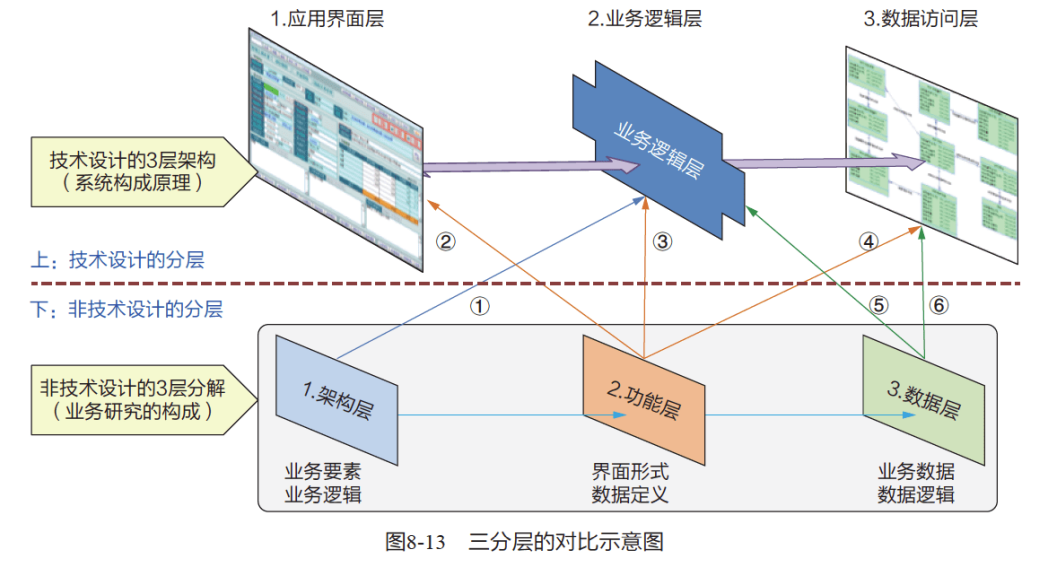 1.应用界面层
2.业务逻辑层
3.数据访问层
业务逻辑层
技术设计的3层架构
（系统构成原理）
②
③
④
上：技术设计的分层
下：非技术设计的分层
①
⑤
⑥
非技术设计的3层分解
（业务研究的构成）
1.架构层
2.功能层
3.数据层
业务要素
业务逻辑
界面形式
数据定义
业务数据
数据逻辑
图8-13 三分层的对比示意图